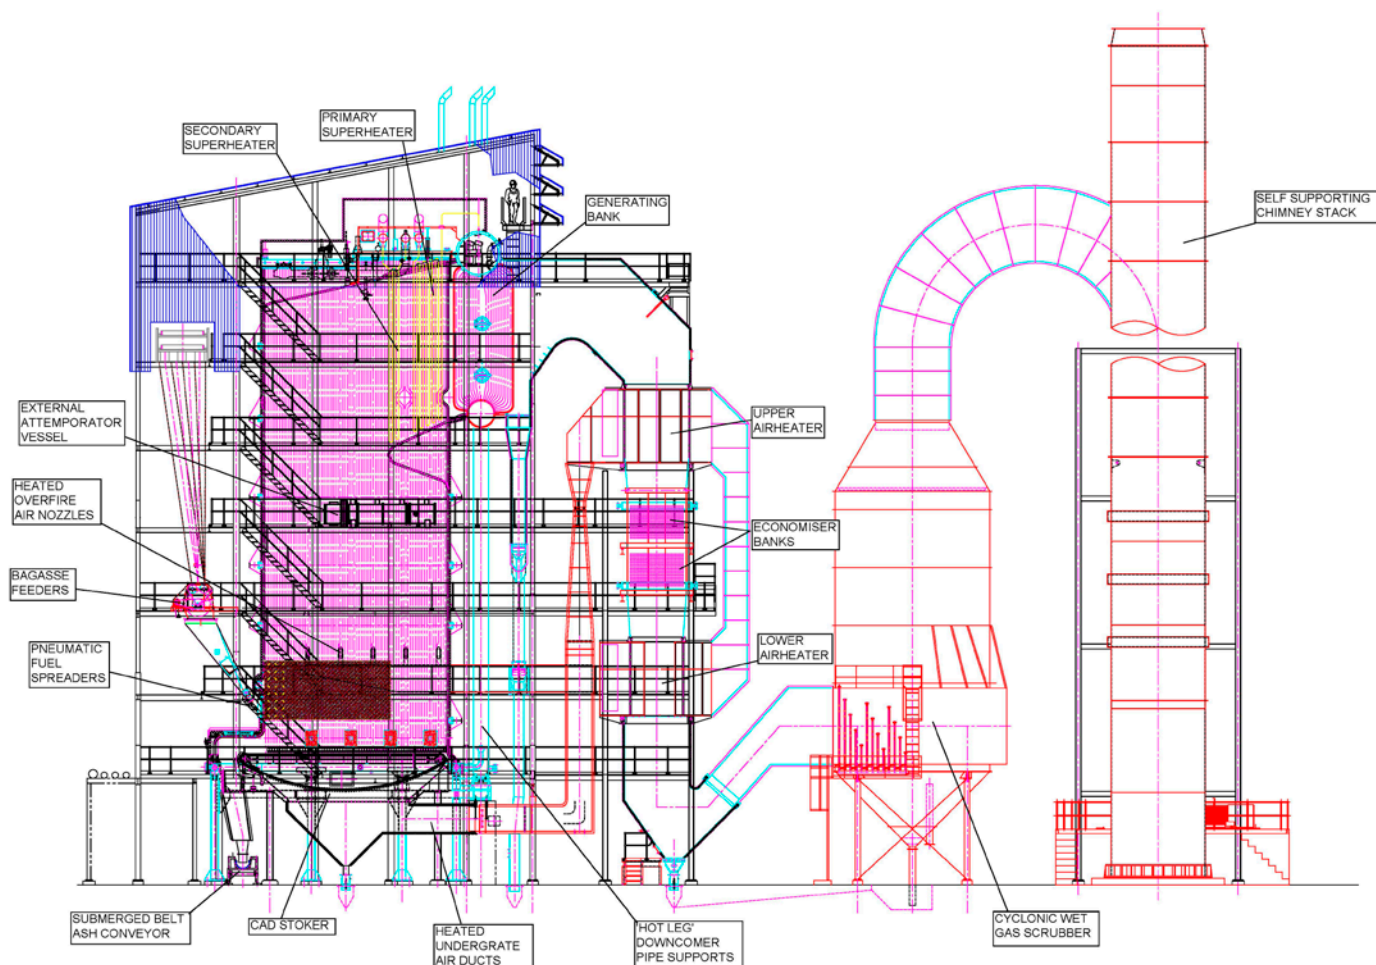 PRIMARY
SUPERHEATER
SECONDARY
SUPERHEATER
GENERATING
BANK
SELF SUPPORTING
CHIMNEY STACK
EXTERNAL
ATTEMPORATOR
VESSEL
UPPER
AIRHEATER
HEATED
OVERFIRE
AIR NOZZLES
ECONOMISER
BANKS
BAGASSE
FEEDERS
PNEUMATIC
FUEL
SPREADERS
LOWER
AIRHEATER
SUBMERGED BELT
ASH CONVEYOR
CAD STOKER
HEATED
UNDERGRATE
AIR DUCTS
'HOT LEG'
DOWNCOMER
PIPE SUPPORTS
CYCLONIC WET
GAS SCRUBBER